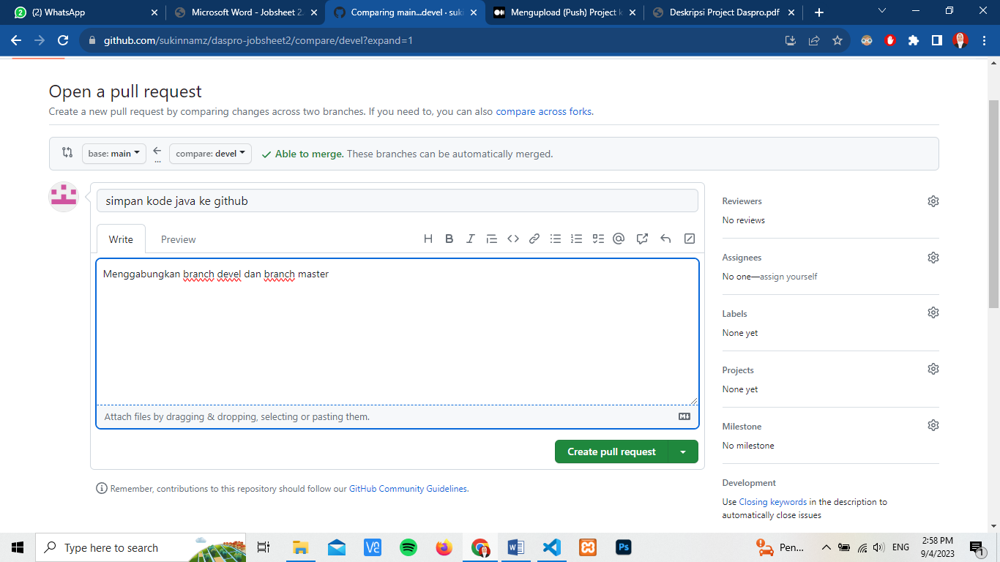 (2) WhatsApp
Microsoft Word - Jobsheet 2.
Comparing main...devel · suki
Mengupload (Push) Project k
Deskripsi Project Daspro.pdf
github.com/sukinnamz/daspro-jobsheet2/compare/devel?expand=1
Open a pull request
Create a new pull request by comparing changes across two branches. If you need to, you can also compare across forks.
base: main
...
compare: devel
Able to merge. These branches can be automatically merged.
simpan kode java ke github
Write
Preview
H B I
Menggabungkan branch devel dan branch master
Attach files by dragging & dropping, selecting or pasting them.
Create pull request
Remember, contributions to this repository should follow our GitHub Community Guidelines.
Reviewers
No reviews
Assignees
No one—assign yourself
Labels
None yet
Projects
None yet
Milestone
No milestone
Development
Use Closing keywords in the description to
automatically close issues
Type here to search
Ps
Pen...
ENG
2:58 PM
9/4/2023
1